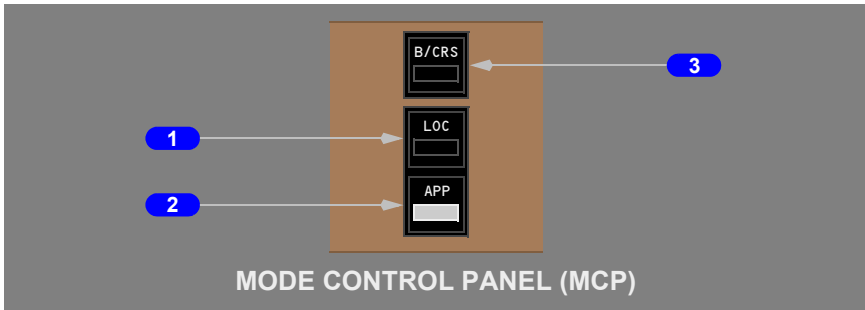 B/CRS
3
LOC
1
APP
2
MODE CONTROL PANEL (MCP)